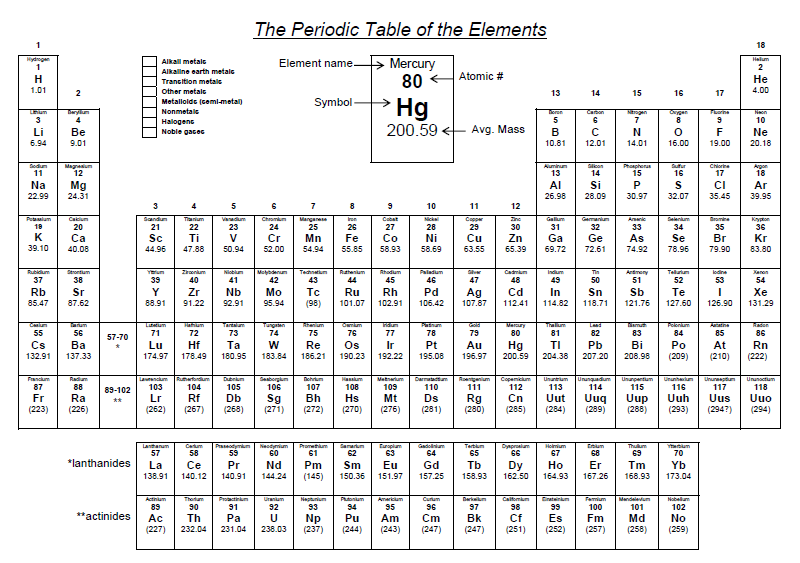 The Periodic Table of the Elements
1 18
Alkali metals
Alkaline earth metals
Transition metals
Other metals
Metalloids (semi-metal)
Nonmetals
Halogens
Noble gases
Element name Mercury
80 Atomic #
Symbol Hg
200.59 Avg. Mass
Hydrogen Helium
1 2
H He
1.01 4.00
2 13 14 15 16 17
Lithium Beryllium Boron Carbon Nitrogen Oxygen Fluorine Neon
3 4 5 6 7 8 9 10
Li Be B C N O F Ne
6.94 9.01 10.81 12.01 14.01 16.00 19.00 20.18
Sodium Magnesium Aluminum Silicon Phosphorus Sulfur Chlorine Argon
11 12 13 14 15 16 17 18
Na Mg Al Si P S Cl Ar
22.99 24.31 26.98 28.09 30.97 32.07 35.45 39.95
3 4 5 6 7 8 9 10 11 12
Potassium Calcium Scandium Titanium Vanadium Chromium Manganese Iron Cobalt Nickel Copper Zinc Gallium Germanium Arsenic Selenium Bromine Krypton
19 20 21 22 23 24 25 26 27 28 29 30 31 32 33 34 35 36
K Ca Sc Ti V Cr Mn Fe Co Ni Cu Zn Ga Ge As Se Br Kr
39.10 40.08 44.96 47.88 50.94 52.00 54.94 55.85 58.93 58.69 63.55 65.39 69.72 72.61 74.92 78.96 79.90 83.80
Rubidium Strontium Yttrium Zirconium Niobium Molybdenum Technetium Ruthenium Rhodium Palladium Silver Cadmium Indium Tin Antimony Tellurium Iodine Xenon
37 38 39 40 41 42 43 44 45 46 47 48 49 50 51 52 53 54
Rb Sr Y Zr Nb Mo Tc Ru Rh Pd Ag Cd In Sn Sb Te I Xe
85.47 87.62 88.91 91.22 92.91 95.94 (98) 101.07 102.91 106.42 107.87 112.41 114.82 118.71 121.76 127.60 126.90 131.29
Cesium Barium Lutetium Hafnium Tantalum Tungsten Rhenium Osmium Iridium Platinum Gold Mercury Thallium Lead Bismuth Polonium Astatine Radon
55 56 57-70 71 72 73 74 75 76 77 78 79 80 81 82 83 84 85 86
Cs Ba * Lu Hf Ta W Re Os Ir Pt Au Hg Tl Pb Bi Po At Rn
132.91 137.33 174.97 178.49 180.95 183.84 186.21 190.23 192.22 195.08 196.97 200.59 204.38 207.20 208.98 (209) (210) (222)
Francium Radium Lawrencium Rutherfordium Dubnium Seaborgium Bohrium Hassium Meitnerium Darmstadtium Roentgenium Copernicium Ununtrium Ununquadium Ununpentium Ununhexium Ununseptium Ununoctium
87 88 89-102 103 104 105 106 107 108 109 110 111 112 113 114 115 116 117 118
Fr Ra ** Lr Rf Db Sg Bh Hs Mt Ds Rg Cn Uut Uuq Uup Uuh Uus Uuo
(223) (226) (262) (267) (268) (271) (272) (270) (276) (281) (280) (285) (284) (289) (288) (293) (294?) (294)
Lanthanum Cerium Praseodymium Neodymium Promethium Samarium Europium Gadolinium Terbium Dysprosium Holmium Erbium Thulium Ytterbium
57 58 59 60 61 62 63 64 65 66 67 68 69 70
*lanthanides La Ce Pr Nd Pm Sm Eu Gd Tb Dy Ho Er Tm Yb
138.91 140.12 140.91 144.24 (145) 150.36 151.97 157.25 158.93 162.50 164.93 167.26 168.93 173.04
Actinium Thorium Protactinium Uranium Neptunium Plutonium Americium Curium Berkelium Californium Einsteinium Fermium Mendelevium Nobelium
89 90 91 92 93 94 95 96 97 98 99 100 101 102
**actinides Ac Th Pa U Np Pu Am Cm Bk Cf Es Fm Md No
(227) 232.04 231.04 238.03 (237) (244) (243) (247) (247) (251) (252) (257) (258) (259)